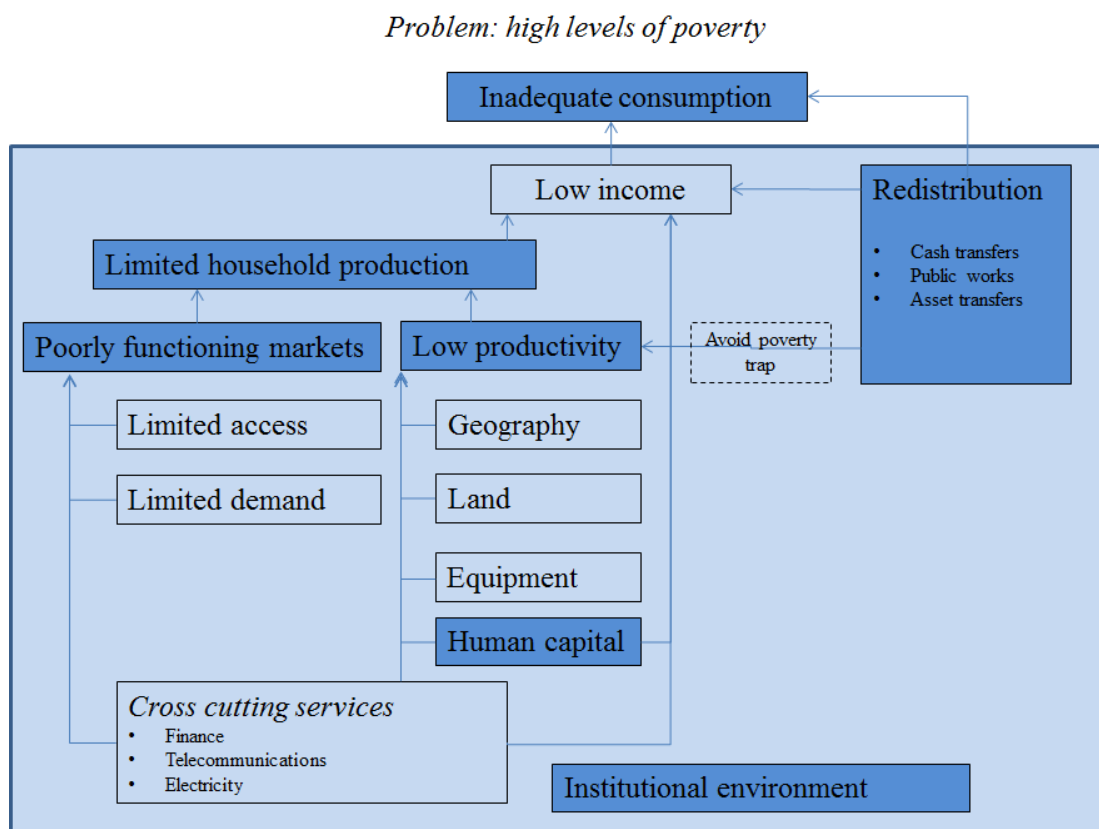 Problem: high levels of poverty
Inadequate consumption
Low income
Redistribution
• Cash transfers
• Public works
• Asset transfers
Limited household production
Poorly functioning markets
Low productivity
Avoid poverty
trap
Limited access
Geography
Limited demand
Land
Equipment
Human capital
Cross cutting services
• Finance
• Telecommunications
• Electricity
Institutional environment